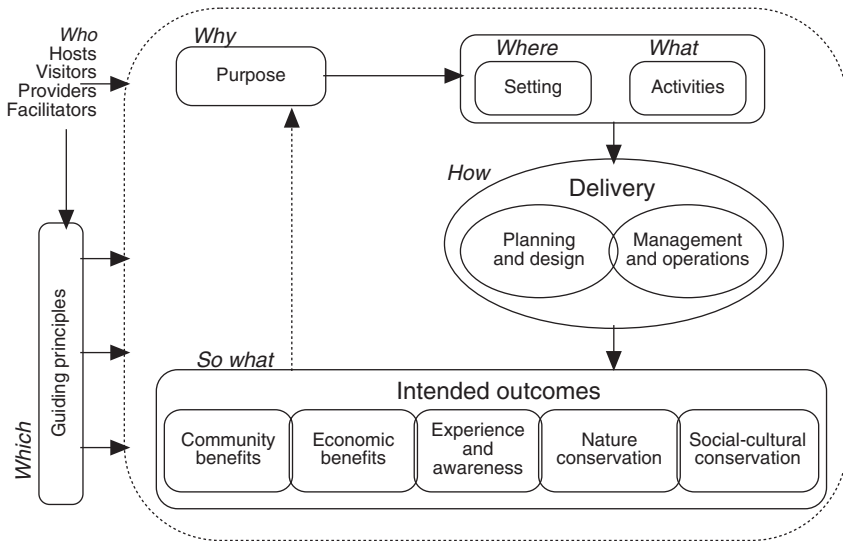 Who
Hosts
Visitors
Providers
Facilitators
Why
Purpose
Where
Setting
What
Activities
How
Delivery
Planning
and design
Management
and operations
Which
Guiding principles
So what
Intended outcomes
Community
benefits
Economic
benefits
Experience
and
awareness
Nature
conservation
Social-cultural
conservation